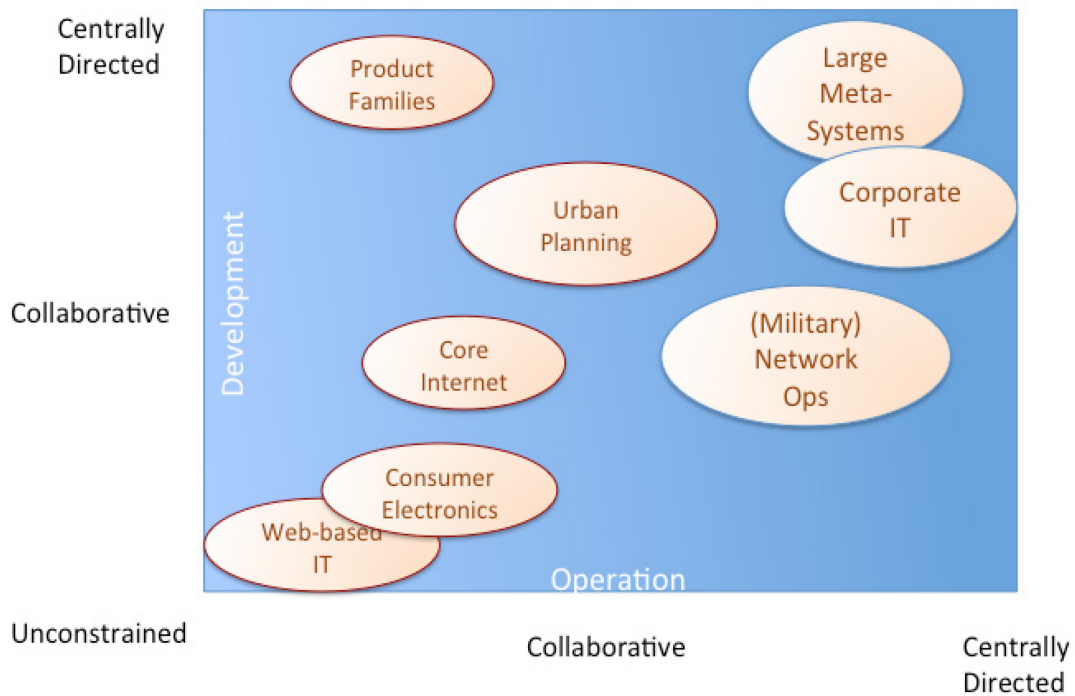 Centrally
Directed
Product
Families
Large
Meta-
Systems
Corporate
IT
Urban
Planning
Development
Collaborative
(Military)
Network
Ops
Core
Internet
Consumer
Electronics
Web-based
IT
Operation
Unconstrained
Collaborative
Centrally
Directed